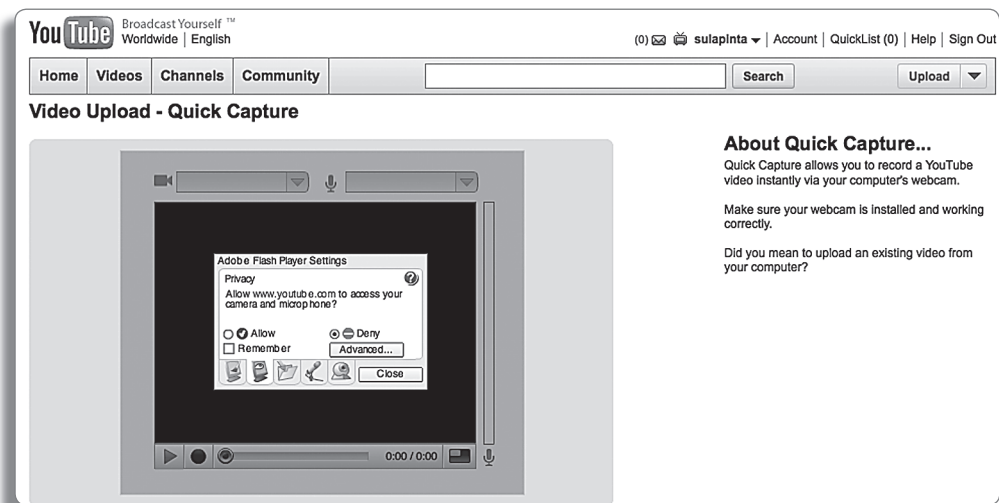 YouTube Broadcast Yourself ™
Worldwide | English
(0) sulapinta | Account | QuickList (0) | Help | Sign Out
Home Videos Channels Community Search Upload
Video Upload - Quick Capture
About Quick Capture...
Quick Capture allows you to record a YouTube
video instantly via your computer's webcam.
Make sure your webcam is installed and working
correctly.
Did you mean to upload an existing video from
your computer?
Adobe Flash Player Settings
Privacy
Allow www.youtube.com to access your
camera and microphone?
Allow Deny
Remember Advanced...
Close
0:00 / 0:00